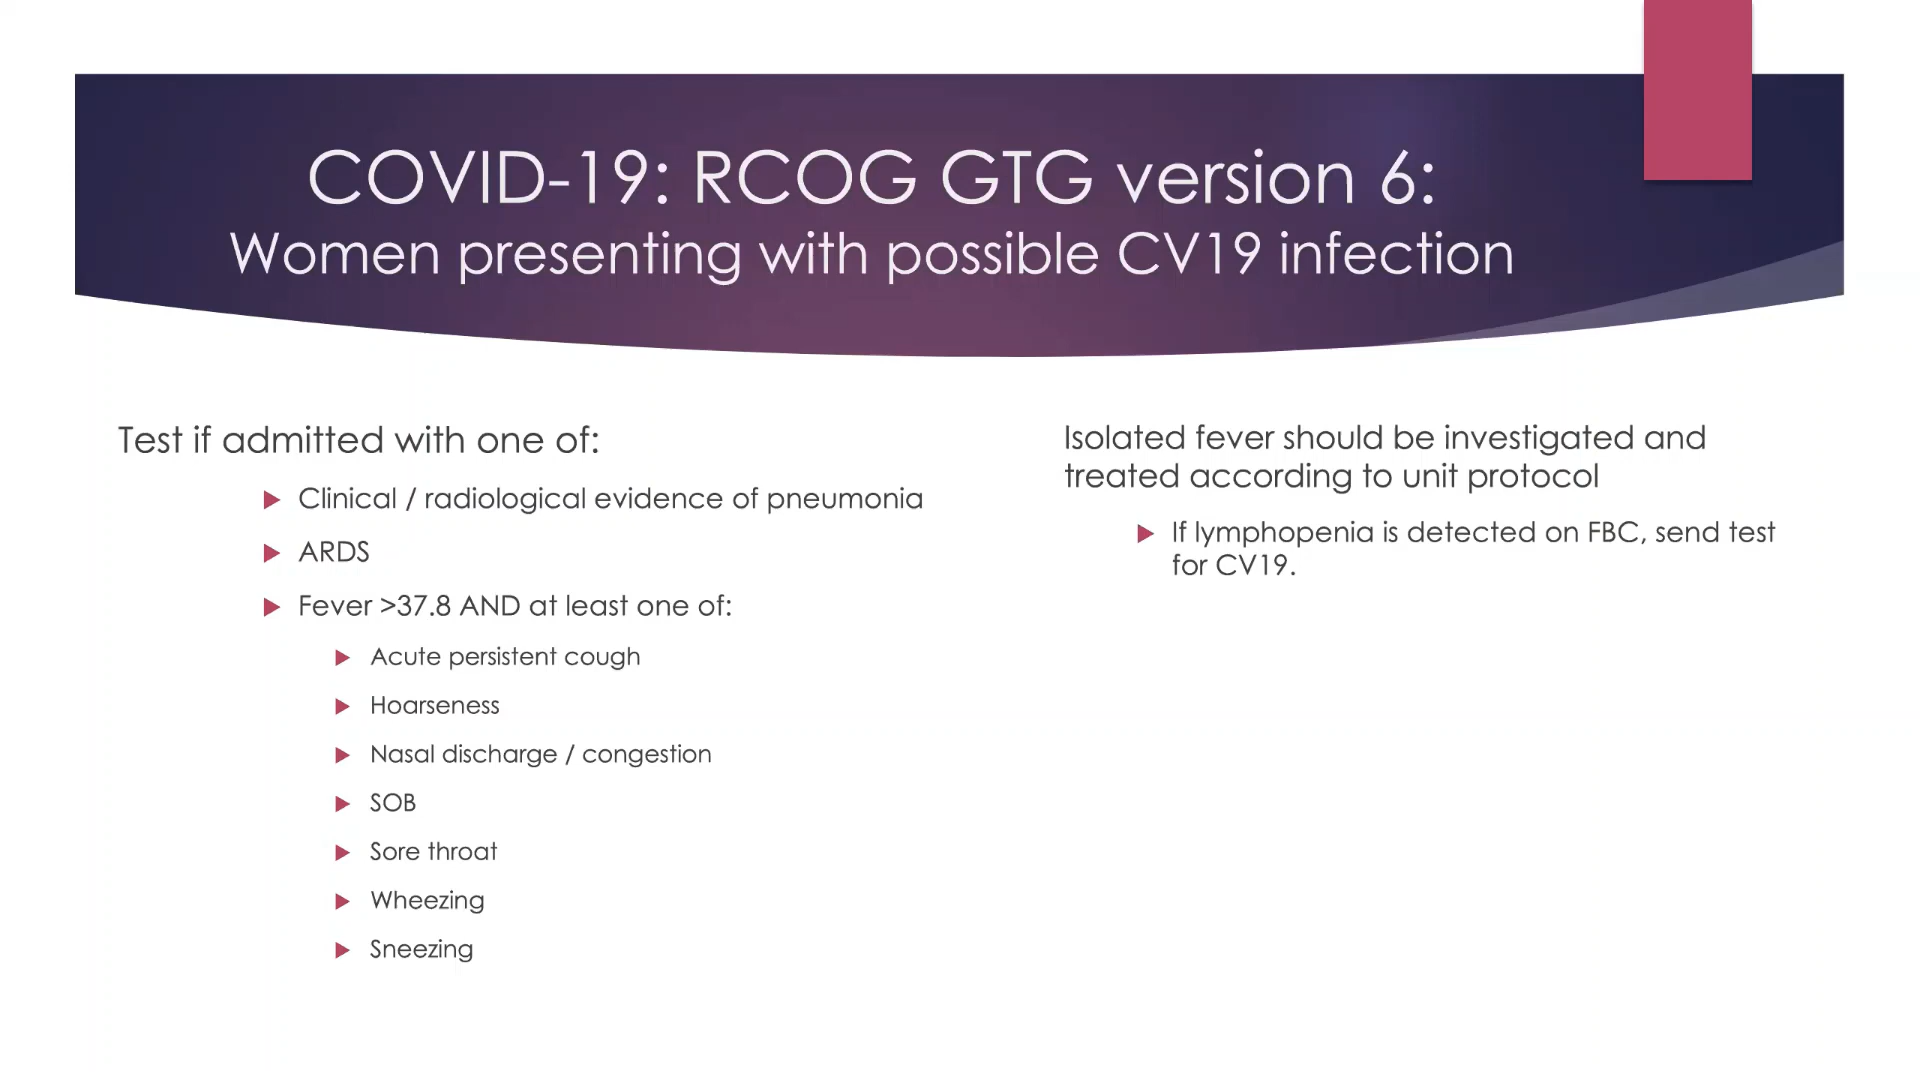 COVID-19: RCOG GTG version 6:
Women presenting with possible CV19 infection
Test if admitted with one of:
Clinical / radiological evidence of pneumonia
ARDS
Fever >37.8 AND at least one of:
Acute persistent cough
Hoarseness
Nasal discharge / congestion
SOB
Sore throat
Wheezing
Sneezing
Isolated fever should be investigated and
treated according to unit protocol
If lymphopenia is detected on FBC, send test
for CV19.